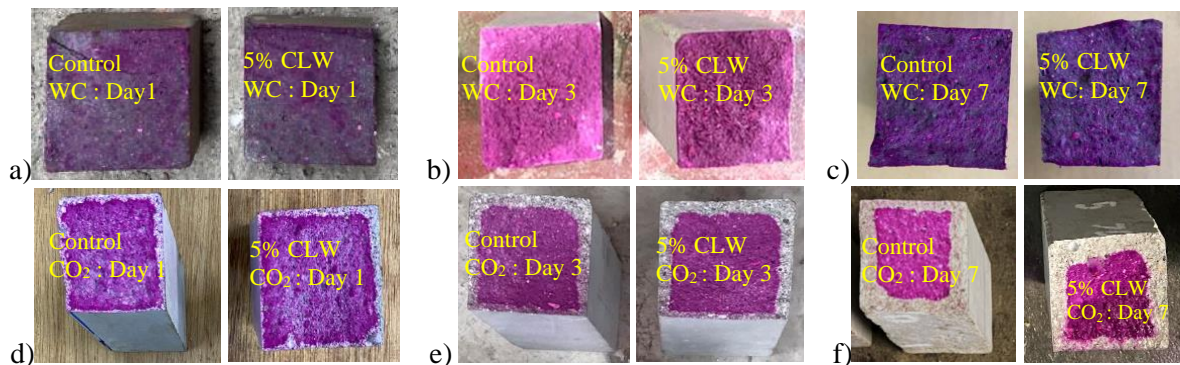 Control
WC : Day1
5% CLW
WC : Day 1
a)
Control
WC : Day 3
5% CLW
WC : Day 3
b)
Control
WC: Day 7
5% CLW
WC: Day 7
c)
Control
CO₂ : Day 1
5% CLW
CO₂ : Day 1
d)
Control
CO₂ : Day 3
5% CLW
CO₂ : Day 3
e)
Control
CO₂ : Day 7
5% CLW
CO₂ : Day 7
f)